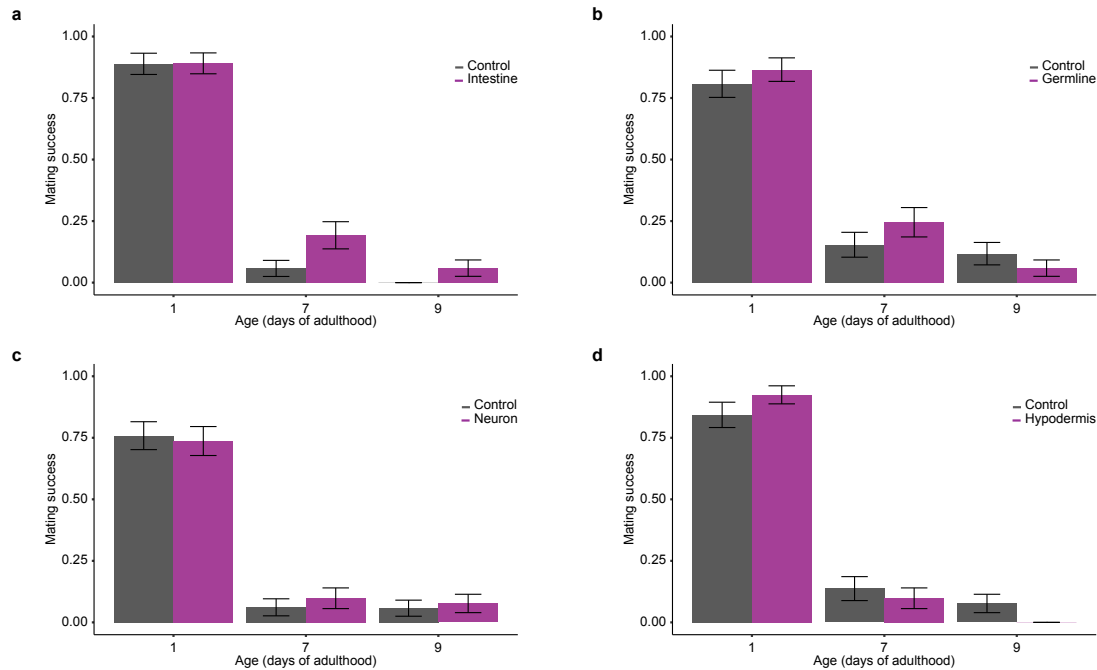 a
1.00
0.75
0.50
0.25
0.00
Mating success
1 7 9
Age (days of adulthood)
Control
Intestine
b
1.00
0.75
0.50
0.25
0.00
Mating success
1 7 9
Age (days of adulthood)
Control
Germline
c
1.00
0.75
0.50
0.25
0.00
Mating success
1 7 9
Age (days of adulthood)
Control
Neuron
d
1.00
0.75
0.50
0.25
0.00
Mating success
1 7 9
Age (days of adulthood)
Control
Hypodermis